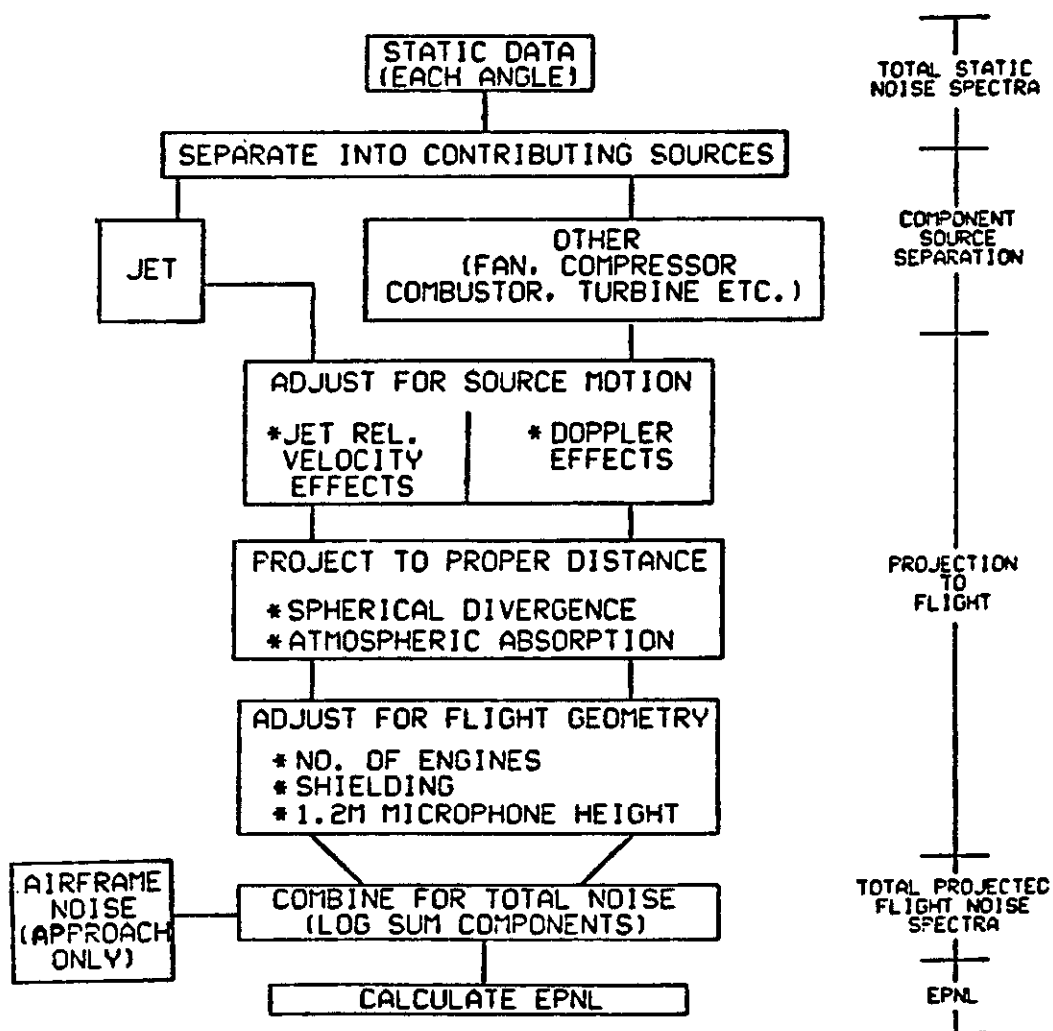 STATIC DATA
(EACH ANGLE)
SEPARATE INTO CONTRIBUTING SOURCES
JET
OTHER
(FAN. COMPRESSOR
COMBUSTOR. TURBINE ETC.)
ADJUST FOR SOURCE MOTION
*JET REL.
VELOCITY
EFFECTS
* DOPPLER
EFFECTS
PROJECT TO PROPER DISTANCE
*SPHERICAL DIVERGENCE
*ATMOSPHERIC ABSORPTION
ADJUST FOR FLIGHT GEOMETRY
*NO. OF ENGINES
*SHIELDING
*1.2M MICROPHONE HEIGHT
AIRFRAME
NOISE
(APPROACH
ONLY)
COMBINE FOR TOTAL NOISE
(LOG SUM COMPONENTS)
CALCULATE EPNL
TOTAL STATIC
NOISE SPECTRA
COMPONENT
SOURCE
SEPARATION
PROJECTION
TO
FLIGHT
TOTAL PROJECTED
FLIGHT NOISE
SPECTRA
EPNL